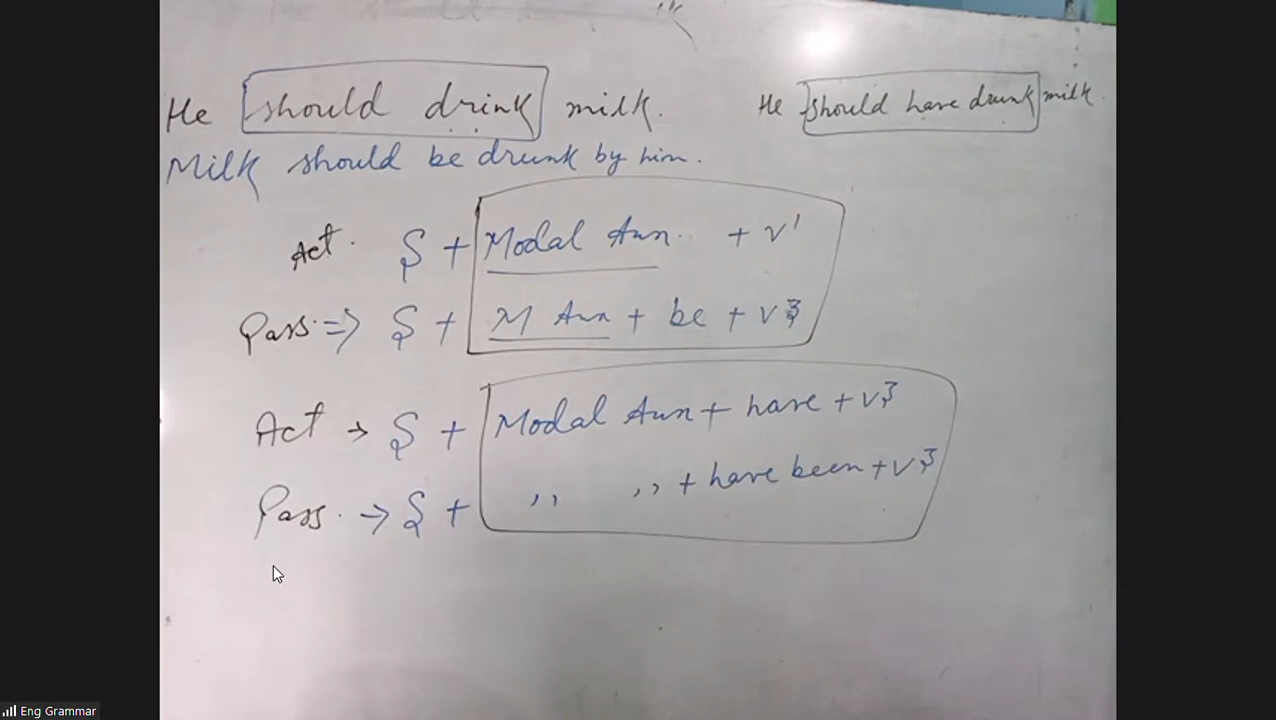 He should drink milk.
He should have drunk milk.
Milk should be drunk by him.
Act. S + Modal Aux. + V1
Pass. => S + M Aux + be + V3
Act → S + Modal Aux + have + V3
Pass. → S + ,, ,, + have been + V3
Eng Grammar